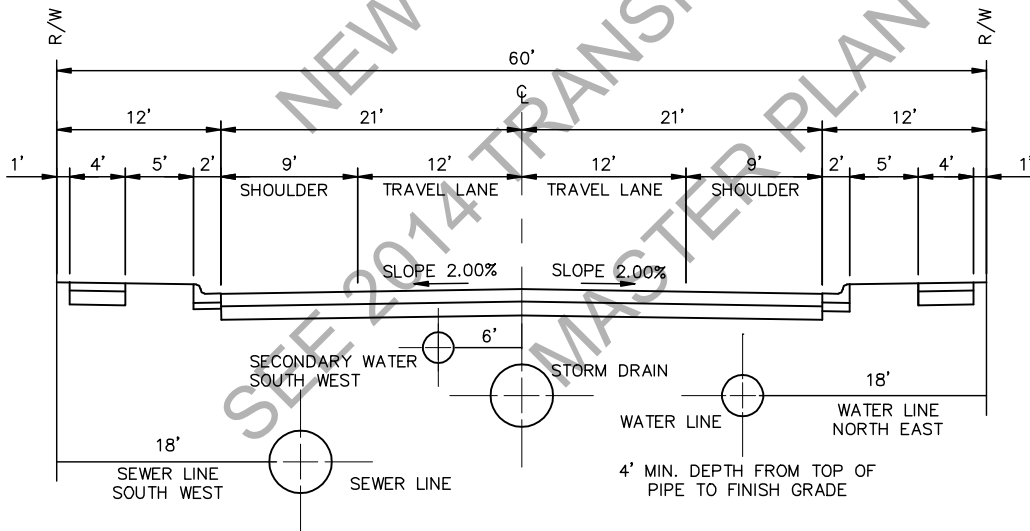 R/W
R/W
60'
℄
12'
21'
21'
12'
1'
4'
5'
2'
9'
12'
12'
9'
2'
5'
4'
1'
SHOULDER
TRAVEL LANE
TRAVEL LANE
SHOULDER
SLOPE 2.00%
SLOPE 2.00%
6'
SECONDARY WATER
SOUTH WEST
STORM DRAIN
18'
WATER LINE
WATER LINE
NORTH EAST
18'
SEWER LINE
SOUTH WEST
SEWER LINE
4' MIN. DEPTH FROM TOP OF
PIPE TO FINISH GRADE
NEW
SEE 2014 TRANS
MASTER PLAN